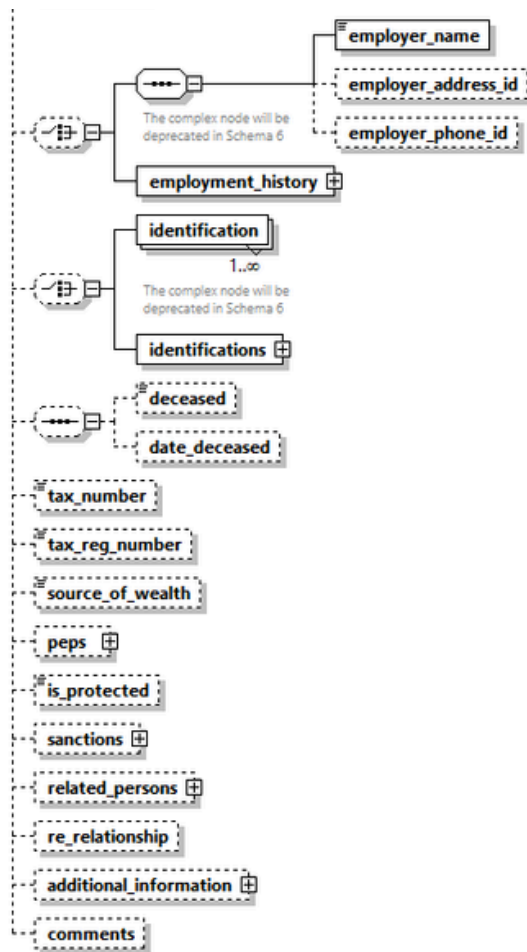 employer_name
employer_address_id
The complex node will be
deprecated in Schema 6
employer_phone_id
employment_history
identification
1..∞
The complex node will be
deprecated in Schema 6
identifications
deceased
date_deceased
tax_number
tax_reg_number
source_of_wealth
peps
is_protected
sanctions
related_persons
re_relationship
additional_information
comments